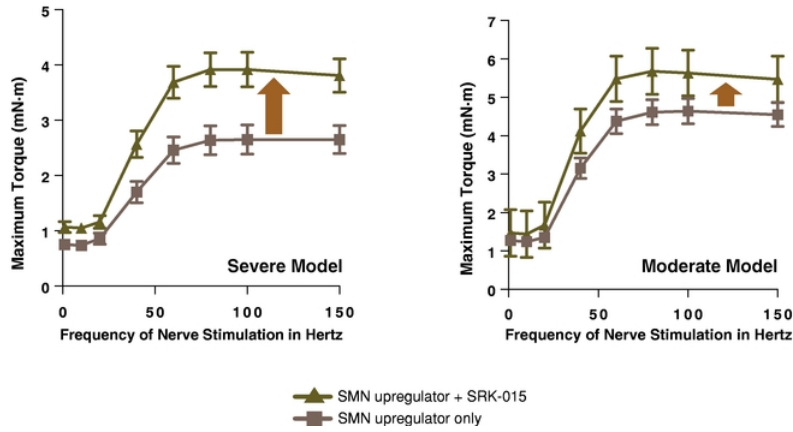 Maximum Torque (mN·m)
5
4
3
2
1
0
0 50 100 150
Frequency of Nerve Stimulation in Hertz
Severe Model
Maximum Torque (mN·m)
7
6
5
4
3
2
1
0
0 50 100 150
Frequency of Nerve Stimulation in Hertz
Moderate Model
SMN upregulator + SRK-015
SMN upregulator only